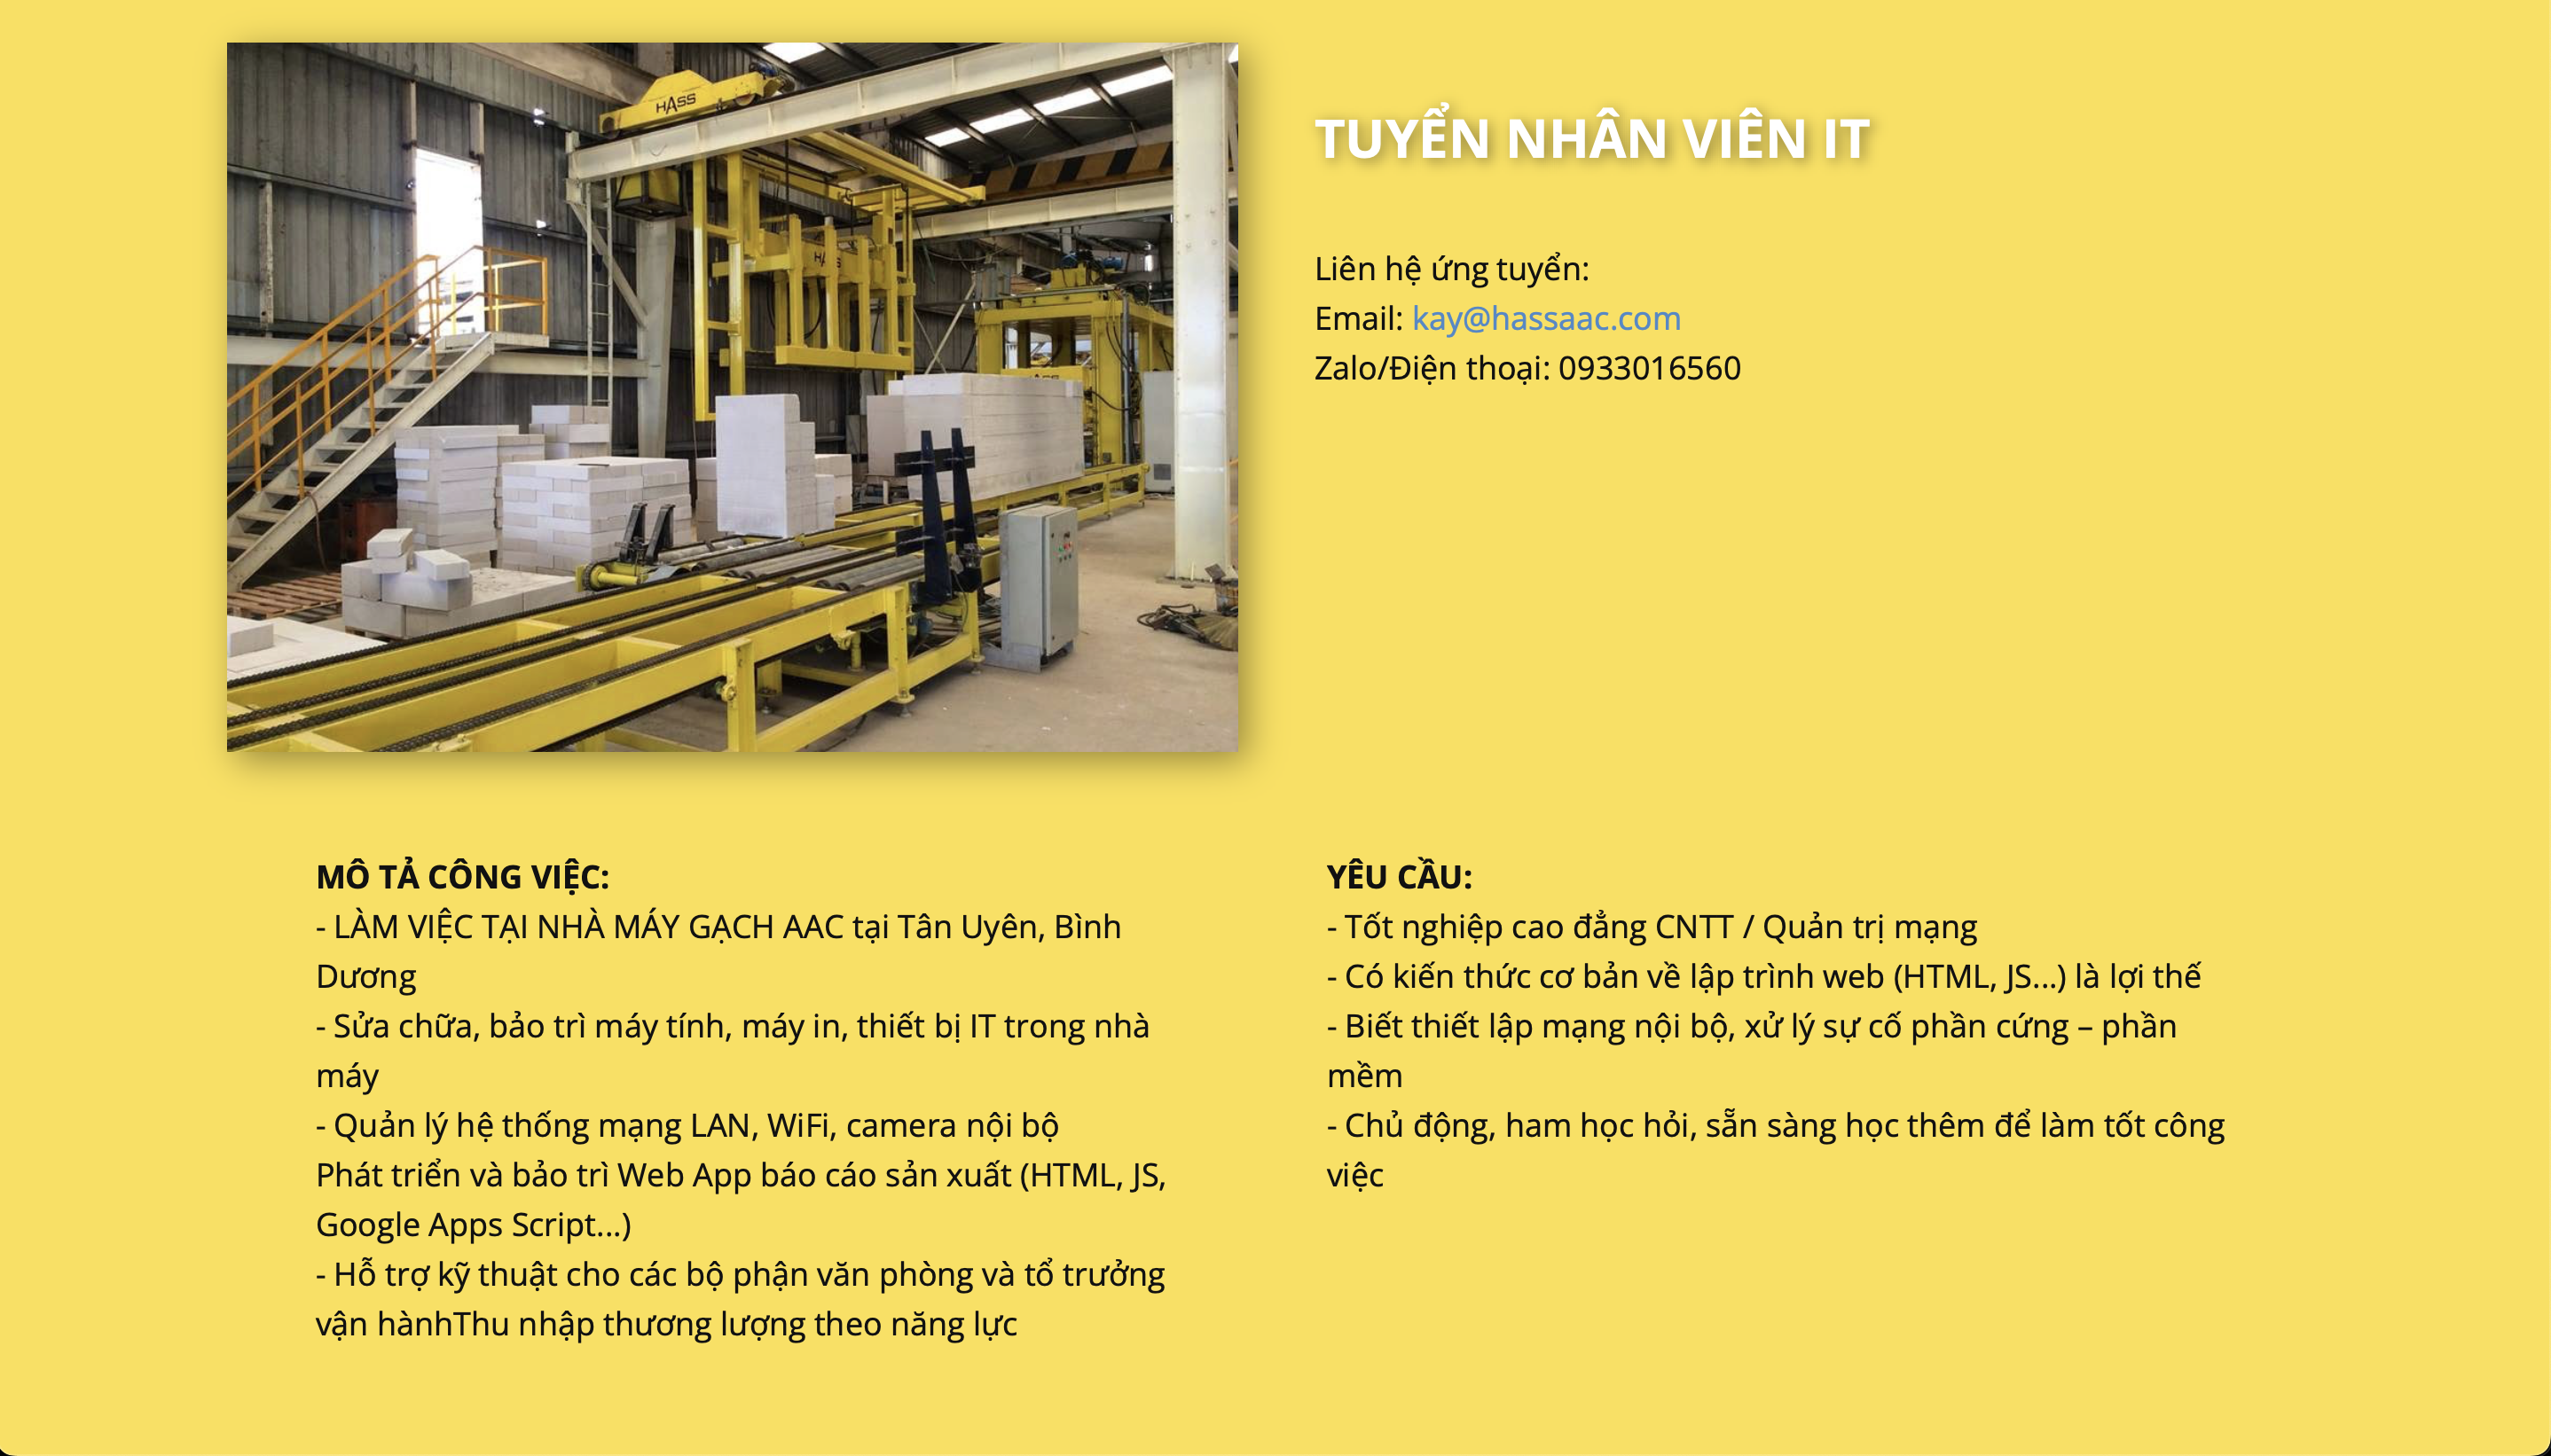 HASS
TUYỂN NHÂN VIÊN IT
Liên hệ ứng tuyển:
Email: kay@hassaac.com
Zalo/Điện thoại: 0933016560
MÔ TẢ CÔNG VIỆC:
- LÀM VIỆC TẠI NHÀ MÁY GẠCH AAC tại Tân Uyên, Bình
Dương
- Sửa chữa, bảo trì máy tính, máy in, thiết bị IT trong nhà
máy
- Quản lý hệ thống mạng LAN, WiFi, camera nội bộ
Phát triển và bảo trì Web App báo cáo sản xuất (HTML, JS,
Google Apps Script...)
- Hỗ trợ kỹ thuật cho các bộ phận văn phòng và tổ trưởng
vận hànhThu nhập thương lượng theo năng lực
YÊU CẦU:
- Tốt nghiệp cao đẳng CNTT / Quản trị mạng
- Có kiến thức cơ bản về lập trình web (HTML, JS...) là lợi thế
- Biết thiết lập mạng nội bộ, xử lý sự cố phần cứng – phần
mềm
- Chủ động, ham học hỏi, sẵn sàng học thêm để làm tốt công
việc